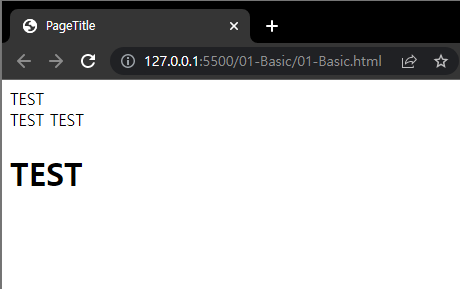 PageTitle
127.0.0.1:5500/01-Basic/01-Basic.html
TEST
TEST TEST
TEST